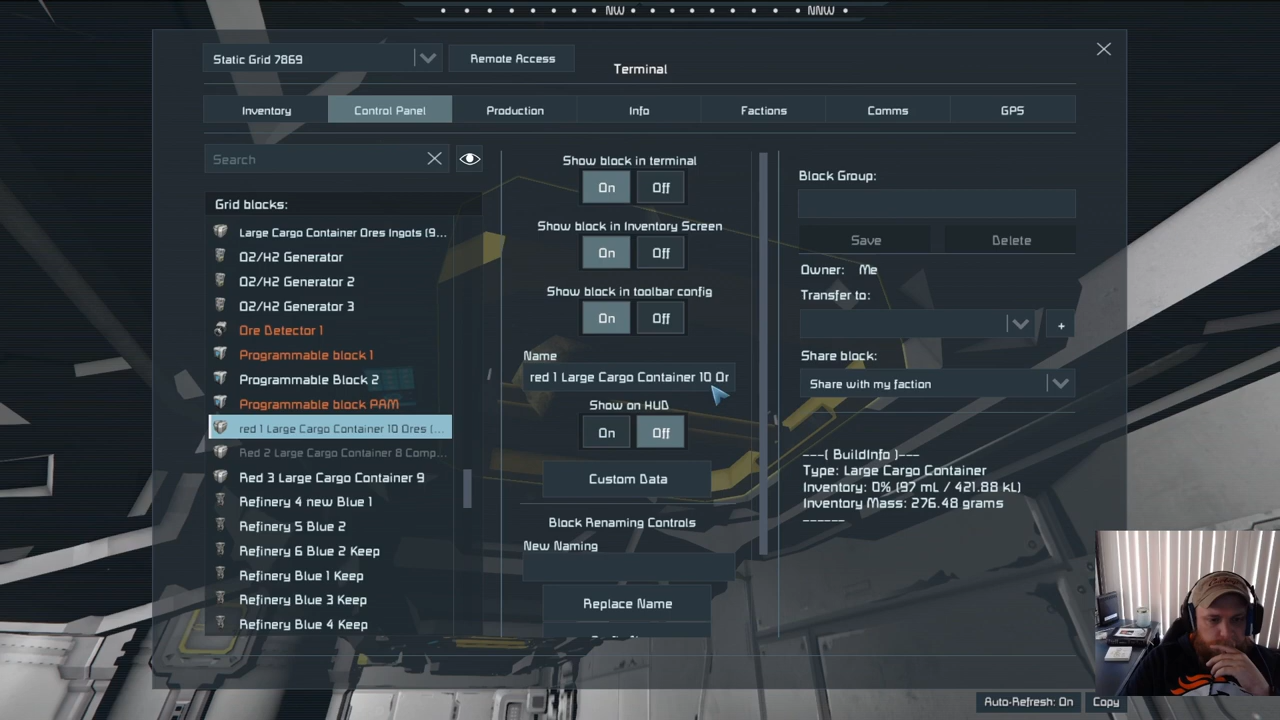 NW
NNW
Static Grid 7869
Remote Access
Terminal
Inventory
Control Panel
Production
Info
Factions
Comms
GPS
Search
Grid blocks:
Large Cargo Container Ores Ingots (9...
O2/H2 Generator
O2/H2 Generator 2
O2/H2 Generator 3
Ore Detector 1
Programmable block 1
Programmable Block 2
Programmable block PAM
red 1 Large Cargo Container 10 Ores (...
Red 2 Large Cargo Container 8 Comp...
Red 3 Large Cargo Container 9
Refinery 4 new Blue 1
Refinery 5 Blue 2
Refinery 6 Blue 2 Keep
Refinery Blue 1 Keep
Refinery Blue 3 Keep
Refinery Blue 4 Keep
Show block in terminal
On
Off
Show block in Inventory Screen
On
Off
Show block in toolbar config
On
Off
Name
red 1 Large Cargo Container 10 Or
Show on HUD
On
Off
Custom Data
Block Renaming Controls
New Naming
Replace Name
Block Group:
Save
Delete
Owner: Me
Transfer to:
+
Share block:
Share with my faction
---( BuildInfo )---
Type: Large Cargo Container
Inventory: 0% (97 mL / 421.88 kL)
Inventory Mass: 276.48 grams
------
Auto-Refresh: On
Copy